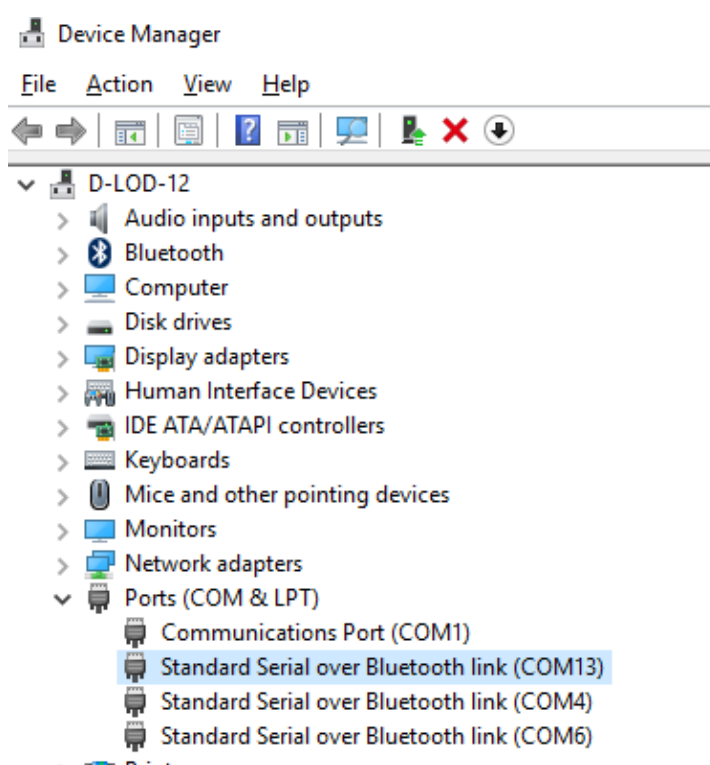 Device Manager
File Action View Help
D-LOD-12
Audio inputs and outputs
Bluetooth
Computer
Disk drives
Display adapters
Human Interface Devices
IDE ATA/ATAPI controllers
Keyboards
Mice and other pointing devices
Monitors
Network adapters
Ports (COM & LPT)
Communications Port (COM1)
Standard Serial over Bluetooth link (COM13)
Standard Serial over Bluetooth link (COM4)
Standard Serial over Bluetooth link (COM6)